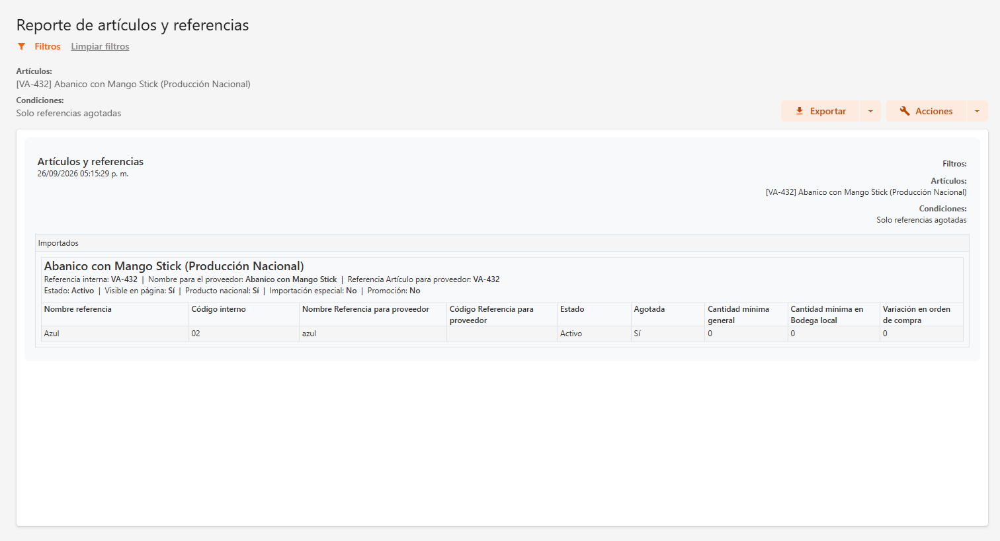 Reporte de artículos y referencias
Filtros Limpiar filtros
Artículos:
[VA-432] Abanico con Mango Stick (Producción Nacional)
Condiciones:
Solo referencias agotadas
Exportar Acciones
Artículos y referencias
26/09/2026 05:15:29 p. m.
Filtros:
Artículos:
[VA-432] Abanico con Mango Stick (Producción Nacional)
Condiciones:
Solo referencias agotadas
Importados
Abanico con Mango Stick (Producción Nacional)
Referencia interna: VA-432 | Nombre para el proveedor: Abanico con Mango Stick | Referencia Artículo para proveedor: VA-432
Estado: Activo | Visible en página: Sí | Producto nacional: Sí | Importación especial: No | Promoción: No
Nombre referencia Código interno Nombre Referencia para proveedor Código Referencia para proveedor Estado Agotada Cantidad mínima general Cantidad mínima en Bodega local Variación en orden de compra
Azul 02 azul Activo Sí 0 0 0